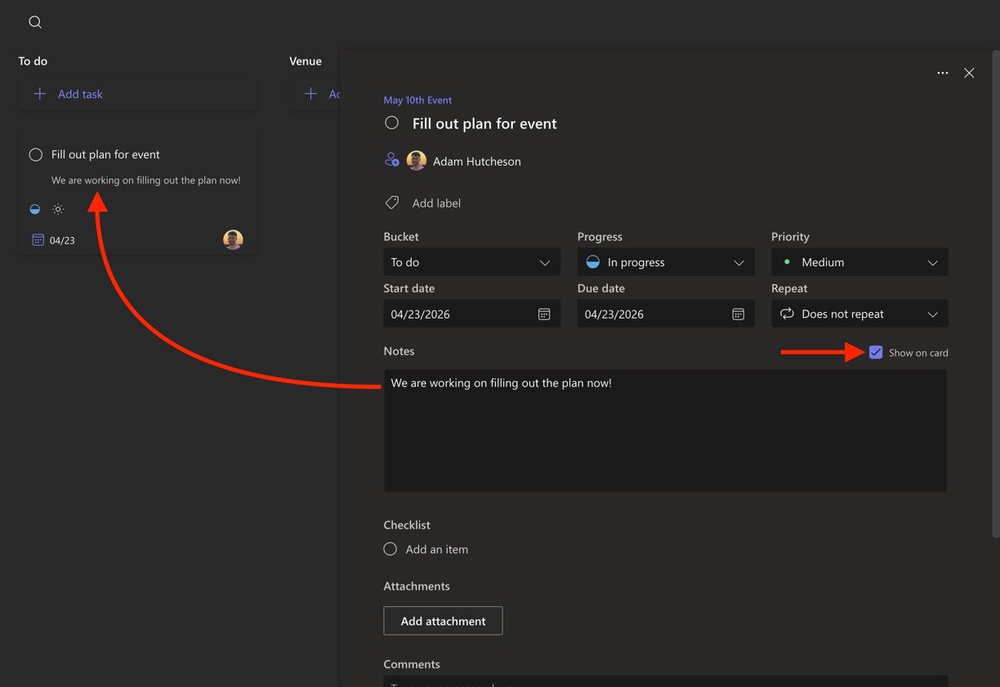 To do
Venue
Add task
Fill out plan for event
We are working on filling out the plan now!
04/23
May 10th Event
Fill out plan for event
Adam Hutcheson
Add label
Bucket
Progress
Priority
To do
In progress
Medium
Start date
Due date
Repeat
04/23/2026
04/23/2026
Does not repeat
Notes
Show on card
We are working on filling out the plan now!
Checklist
Add an item
Attachments
Add attachment
Comments